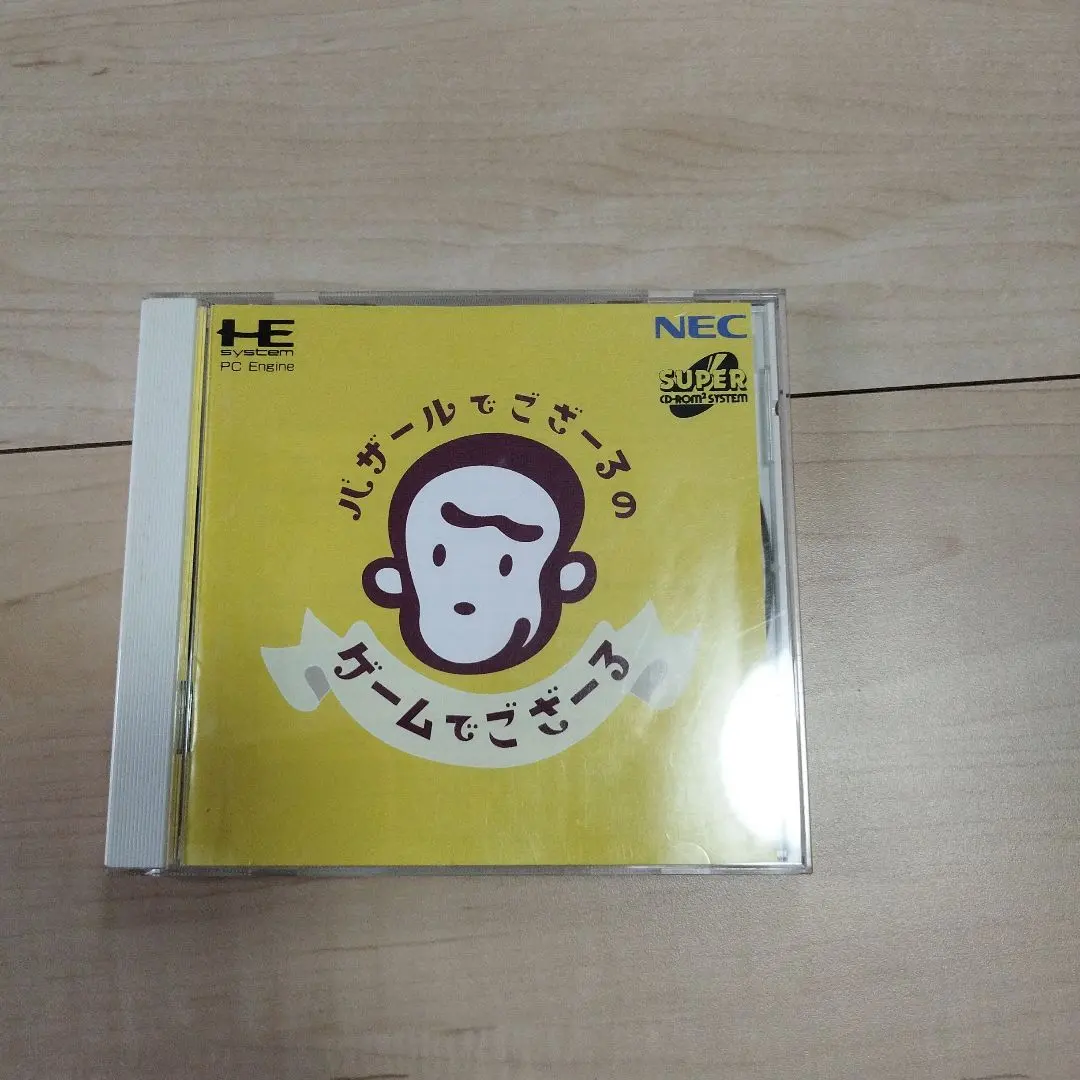 HE
system
PC Engine
NEC
SUPER
CD-ROM² SYSTEM
バザールでござーるの
ゲームでござーる